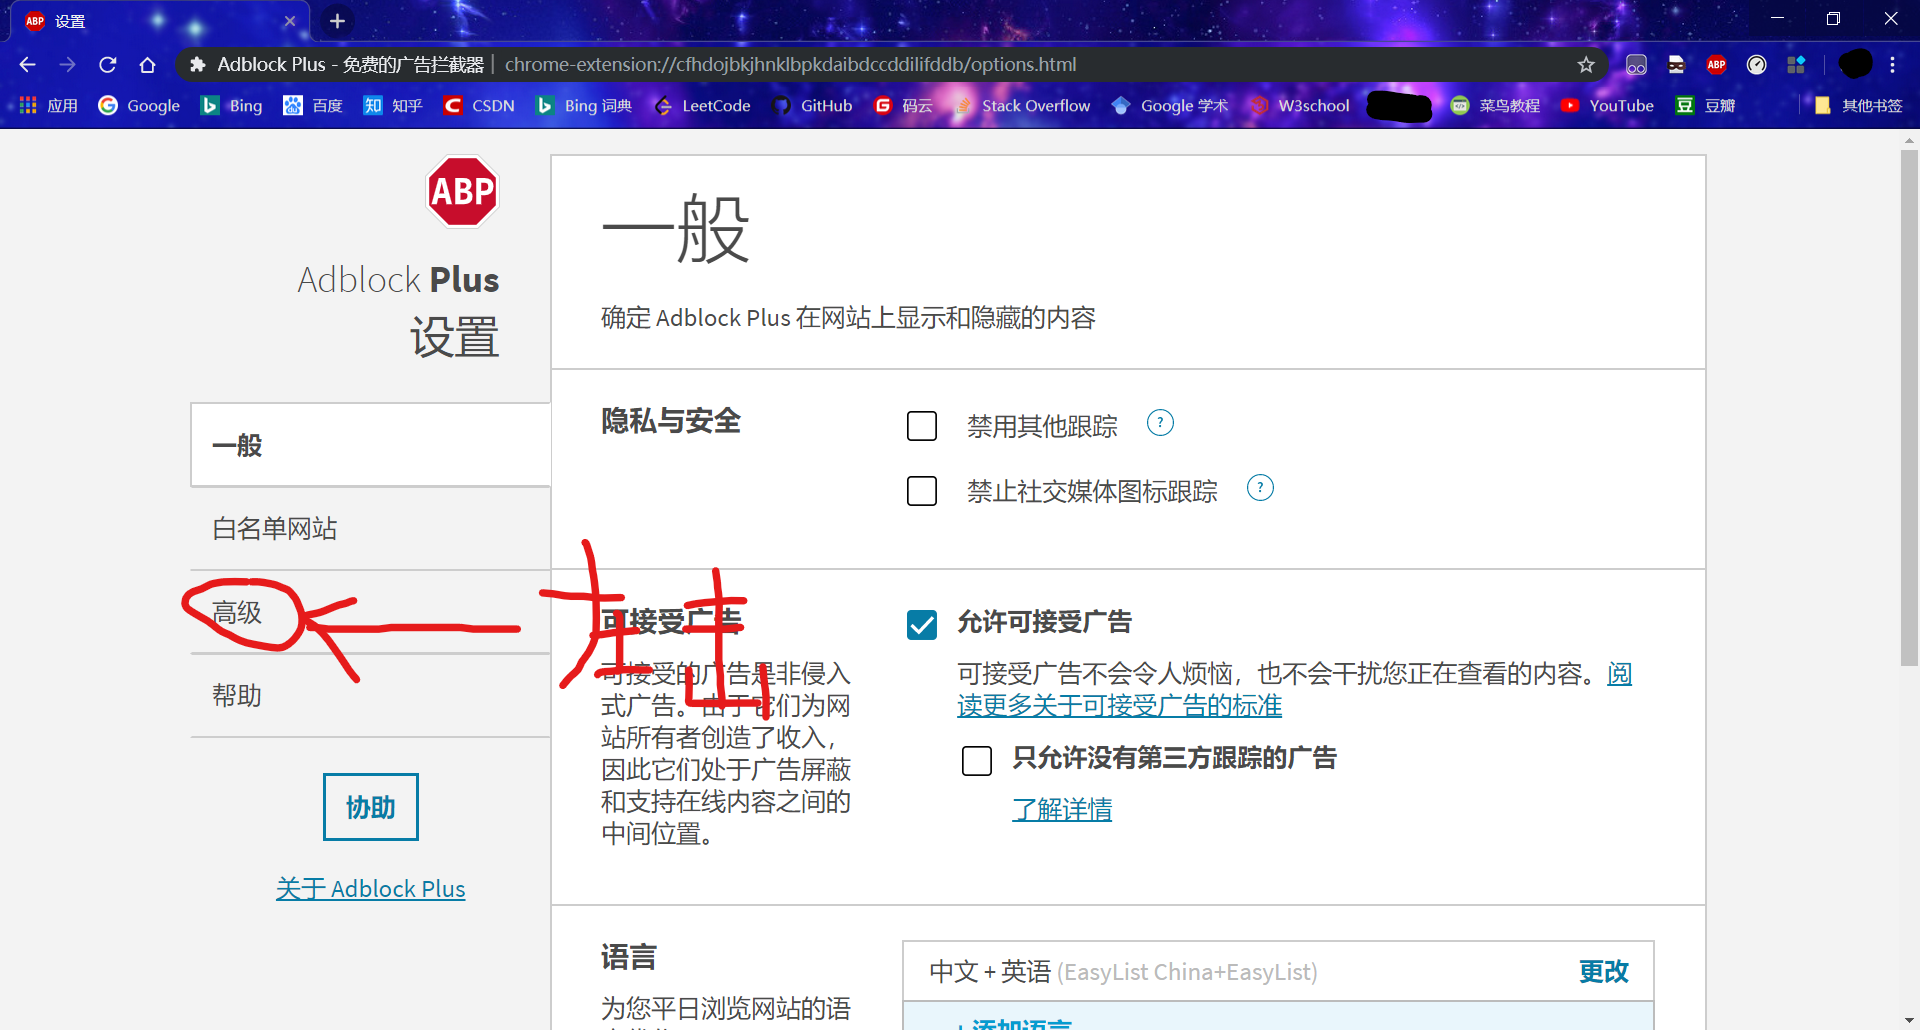 ABP 设置
Adblock Plus - 免费的广告拦截器 | chrome-extension://cfhdojbkjhnklbpkdaibdccddilifddb/options.html
ABP
应用 Google Bing 百度 知乎 CSDN Bing 词典 LeetCode GitHub 码云 Stack Overflow Google 学术 W3school 菜鸟教程 YouTube 豆瓣 其他书签
ABP
Adblock Plus
设置
一般
白名单网站
高级
帮助
协助
关于 Adblock Plus
一般
确定 Adblock Plus 在网站上显示和隐藏的内容
隐私与安全
禁用其他跟踪 ?
禁止社交媒体图标跟踪 ?
左击
可接受广告
可接受的广告是非侵入
式广告。由于它们为网
站所有者创造了收入，
因此它们处于广告屏蔽
和支持在线内容之间的
中间位置。
允许可接受广告
可接受广告不会令人烦恼，也不会干扰您正在查看的内容。阅
读更多关于可接受广告的标准
只允许没有第三方跟踪的广告
了解详情
语言
为您平日浏览网站的语
中文 + 英语 (EasyList China+EasyList)
更改
+ 添加语言